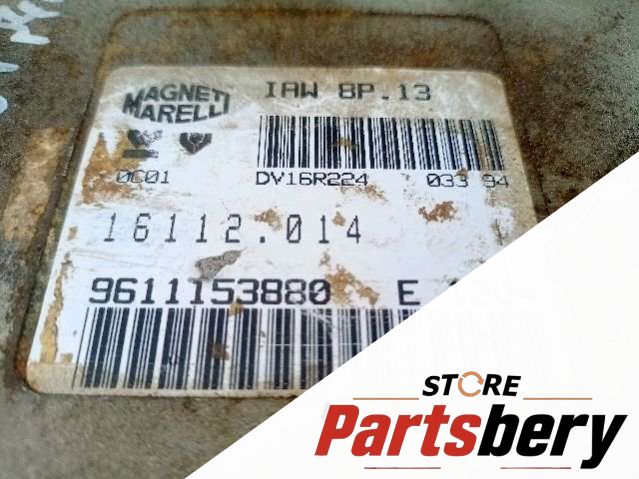 MAGNETI
MARELLI
IAW 8P.13
0C01
DV16R224 033 94
16112.014
9611153880 E
STORE
Partsbery